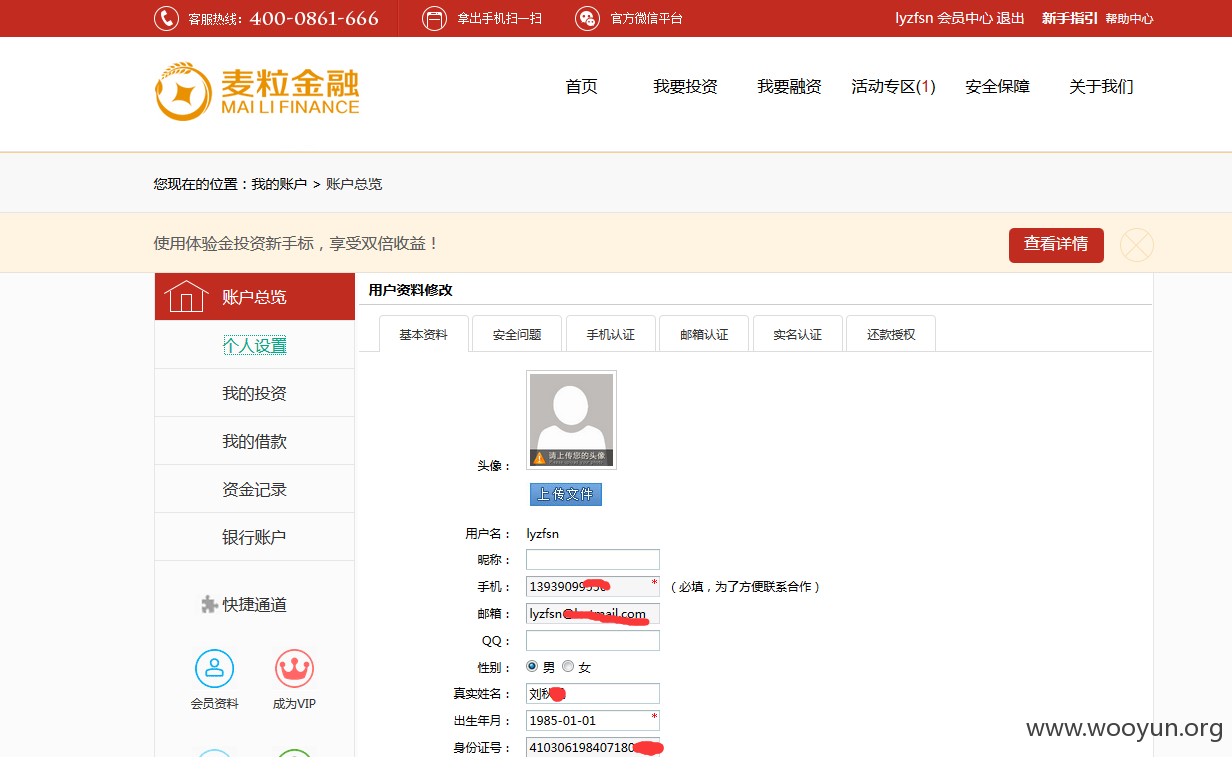 客服热线：400-0861-666 拿出手机扫一扫 官方微信平台 lyzfsn 会员中心 退出 新手指引 帮助中心
麦粒金融
MAI LI FINANCE
首页 我要投资 我要融资 活动专区(1) 安全保障 关于我们
您现在的位置：我的账户 > 账户总览
使用体验金投资新手标，享受双倍收益！ 查看详情
账户总览
个人设置
我的投资
我的借款
资金记录
银行账户
快捷通道
会员资料 成为VIP
用户资料修改
基本资料 安全问题 手机认证 邮箱认证 实名认证 还款授权
请上传您的头像
头像：
上传文件
用户名： lyzfsn
昵称：
手机： 13939099 * （必填，为了方便联系合作）
邮箱： lyzfsn@ mail.com
QQ：
性别： 男 女
真实姓名： 刘秋
出生年月： 1985-01-01 *
身份证号： 410306198407180
www.wooyun.org